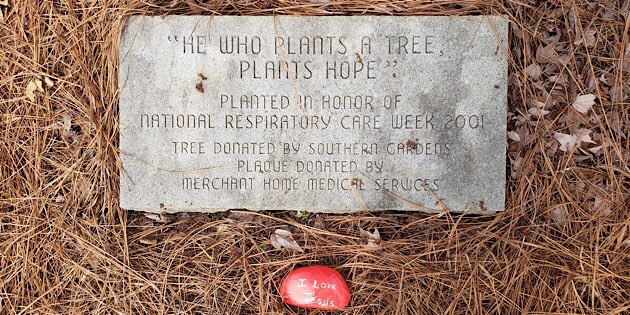 "HE WHO PLANTS A TREE,
PLANTS HOPE"
PLANTED IN HONOR OF
NATIONAL RESPIRATORY CARE WEEK 2001
TREE DONATED BY SOUTHERN GARDENS
PLAQUE DONATED BY
MERCHANT HOME MEDICAL SERVICES
I LOVE
JESUS